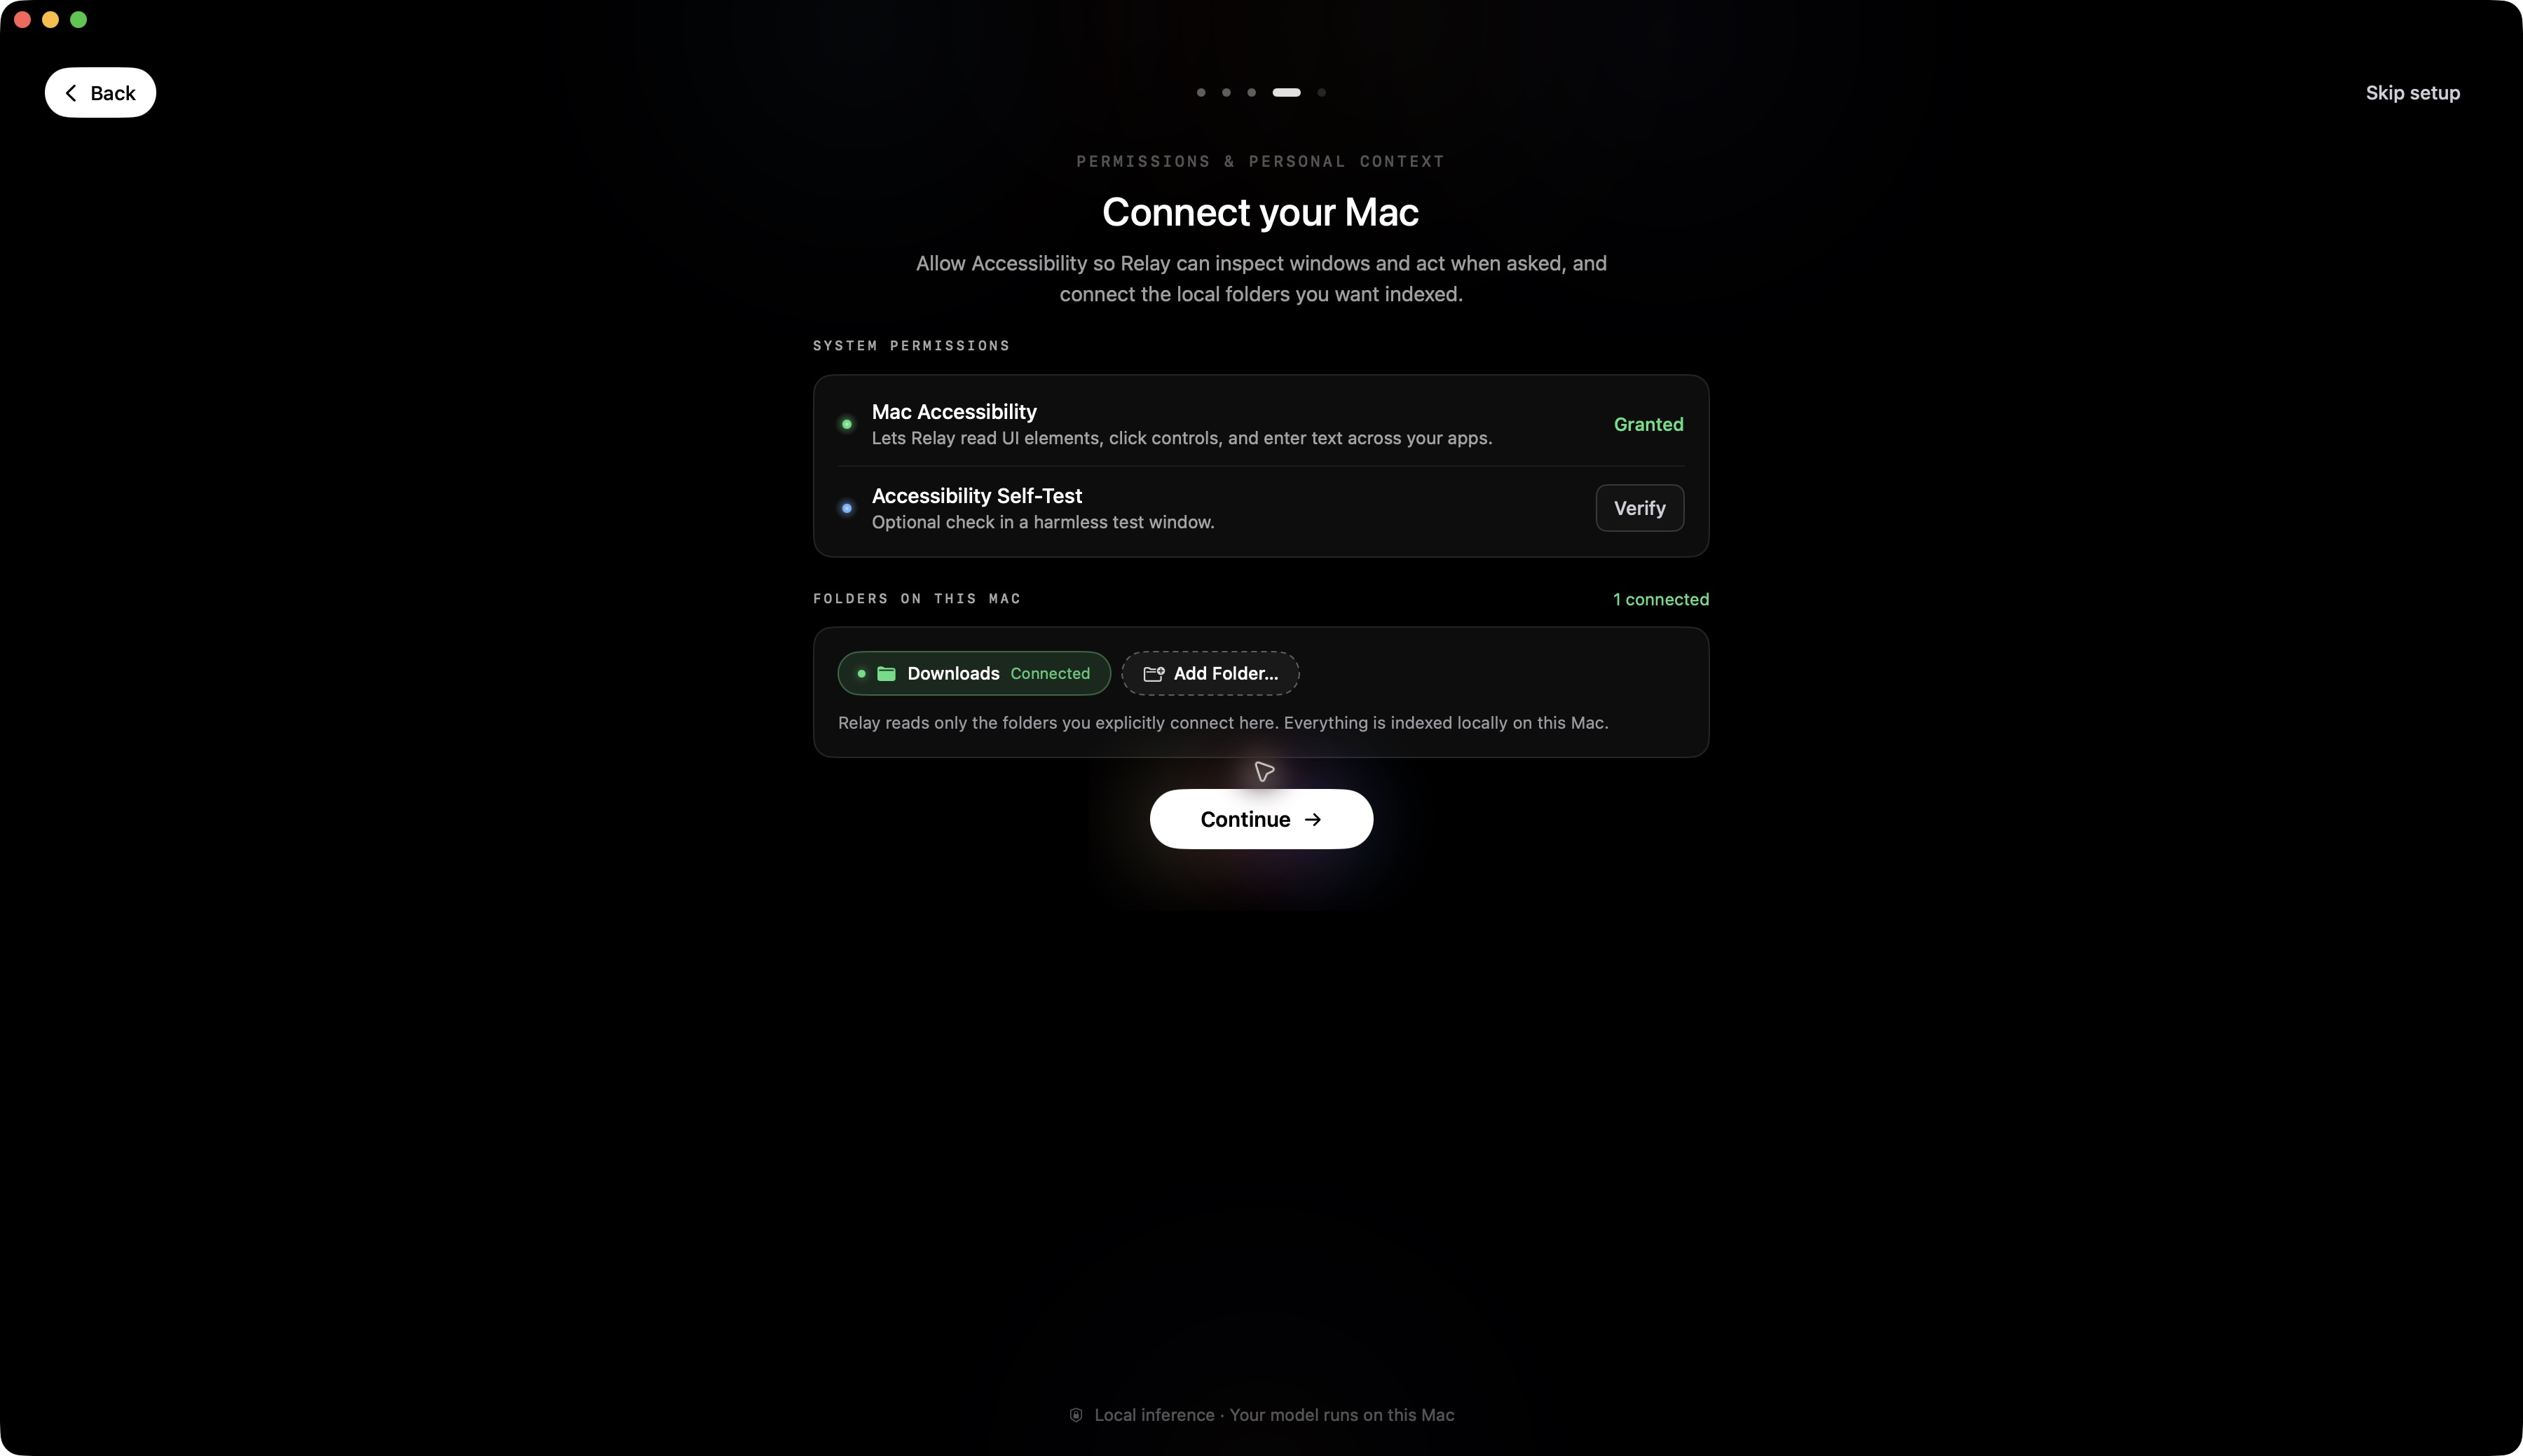 Back
Skip setup
PERMISSIONS & PERSONAL CONTEXT
Connect your Mac
Allow Accessibility so Relay can inspect windows and act when asked, and
connect the local folders you want indexed.
SYSTEM PERMISSIONS
Mac Accessibility
Lets Relay read UI elements, click controls, and enter text across your apps.
Granted
Accessibility Self-Test
Optional check in a harmless test window.
Verify
FOLDERS ON THIS MAC
1 connected
Downloads Connected
Add Folder...
Relay reads only the folders you explicitly connect here. Everything is indexed locally on this Mac.
Continue
Local inference · Your model runs on this Mac